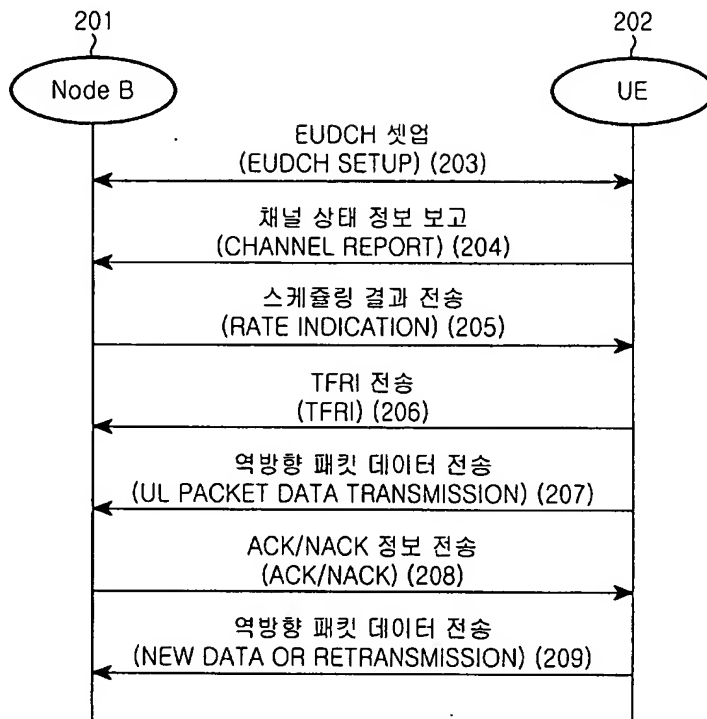 201
202
Node B
UE
EUDCH 셋업
(EUDCH SETUP) (203)
채널 상태 정보 보고
(CHANNEL REPORT) (204)
스케쥴링 결과 전송
(RATE INDICATION) (205)
TFRI 전송
(TFRI) (206)
역방향 패킷 데이터 전송
(UL PACKET DATA TRANSMISSION) (207)
ACK/NACK 정보 전송
(ACK/NACK) (208)
역방향 패킷 데이터 전송
(NEW DATA OR RETRANSMISSION) (209)